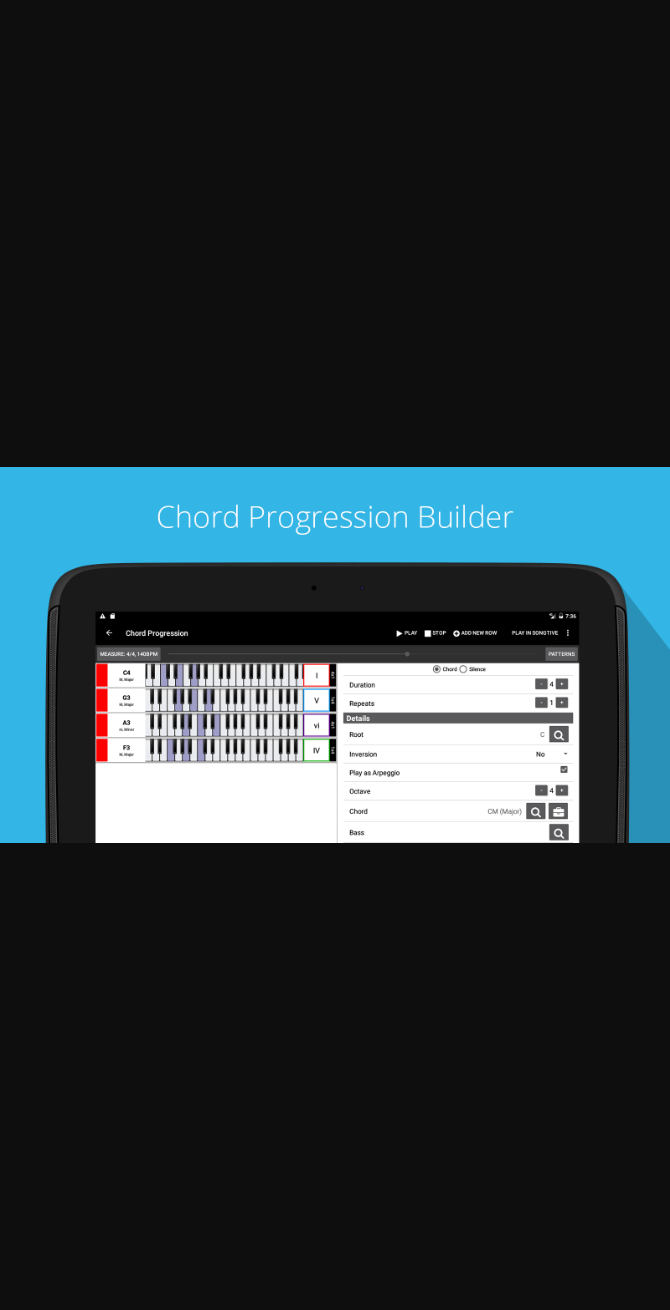 Chord Progression Builder
7:36
Chord Progression
PLAY STOP ADD NEW ROW PLAY IN SONGTIVE
MEASURE: 4/4, 140BPM PATTERNS
C4
M, Major
I
G3
M, Major
V
A3
m, Minor
vi
F3
M, Major
IV
Chord Silence
Duration - 4 +
Repeats - 1 +
Details
Root C
Inversion No
Play as Arpeggio
Octave - 4 +
Chord CM (Major)
Bass